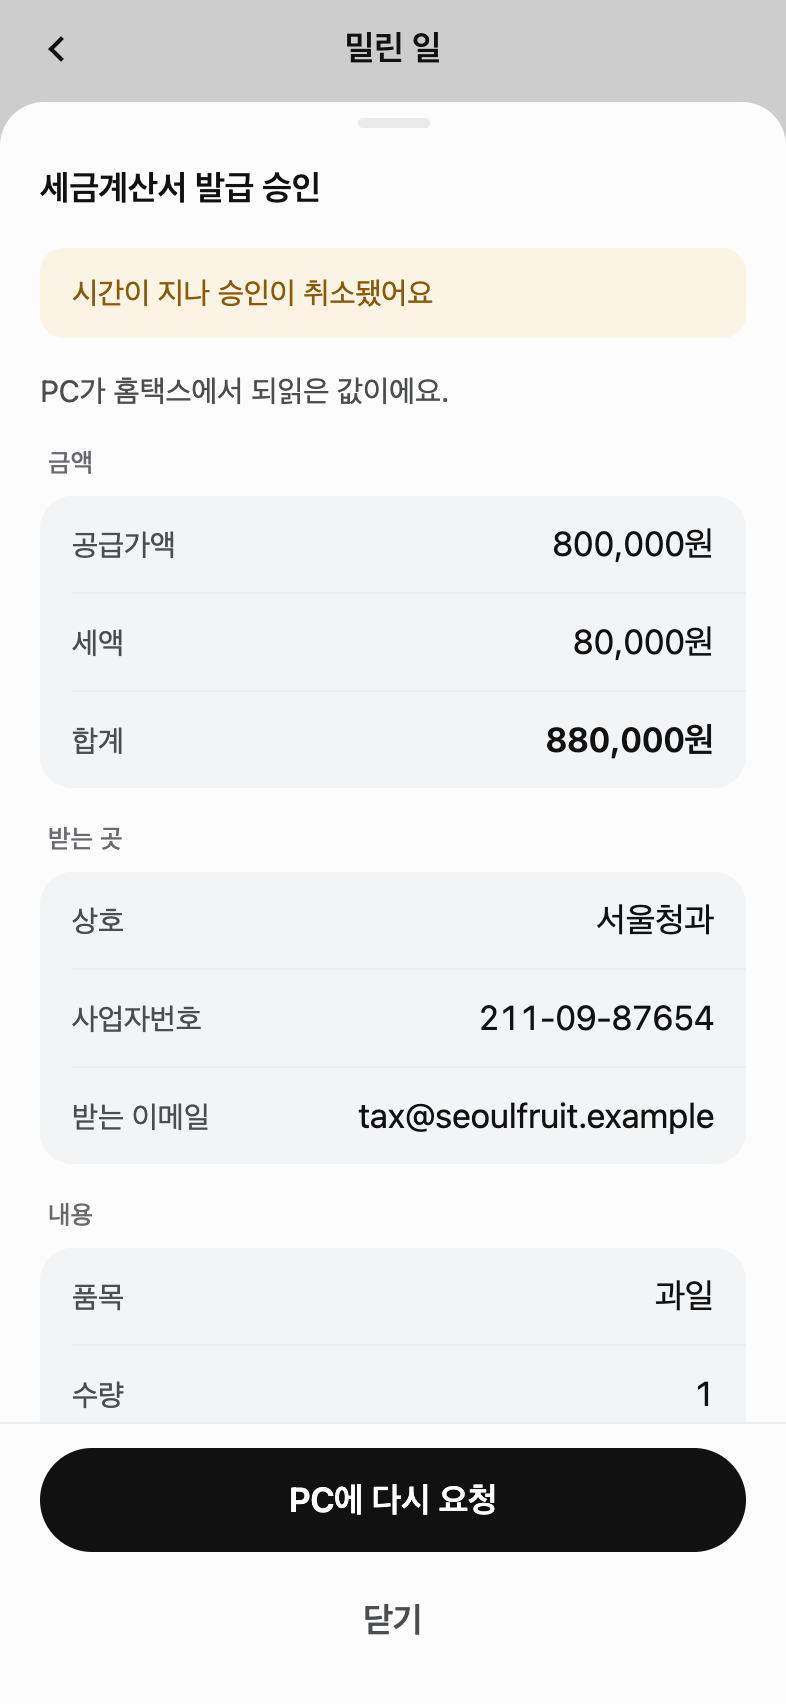 밀린 일
세금계산서 발급 승인
시간이 지나 승인이 취소됐어요
PC가 홈택스에서 되읽은 값이에요.
금액
공급가액 800,000원
세액 80,000원
합계 880,000원
받는 곳
상호 서울청과
사업자번호 211-09-87654
받는 이메일 tax@seoulfruit.example
내용
품목 과일
수량 1
PC에 다시 요청
닫기